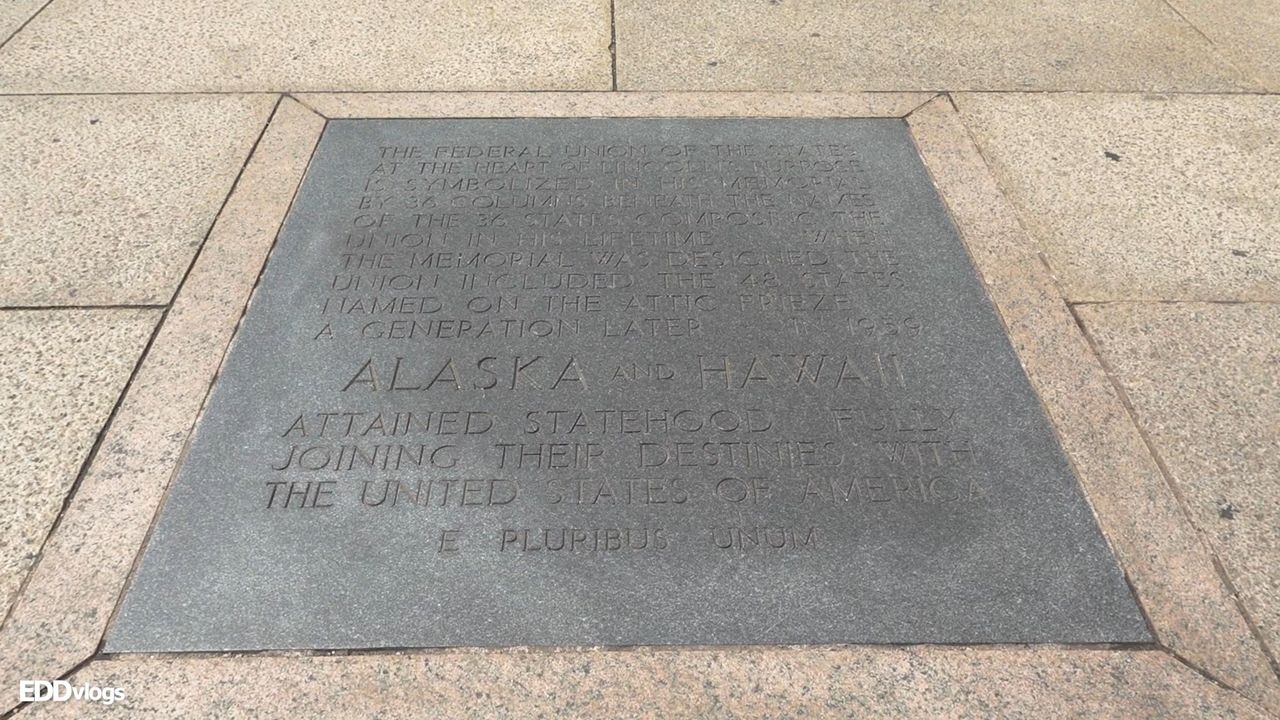 THE FEDERAL UNION OF THE STATES
AT THE HEART OF LINCOLN'S PURPOSE
IS SYMBOLIZED IN HIS MEMORIAL
BY 36 COLUMNS BENEATH THE NAMES
OF THE 36 STATES COMPOSING THE
UNION IN HIS LIFETIME WHEN
THE MEMORIAL WAS DESIGNED THE
UNION INCLUDED THE 48 STATES
NAMED ON THE ATTIC FRIEZE
A GENERATION LATER IN 1959
ALASKA AND HAWAII
ATTAINED STATEHOOD FULLY
JOINING THEIR DESTINIES WITH
THE UNITED STATES OF AMERICA
E PLURIBUS UNUM
EDDvlogs